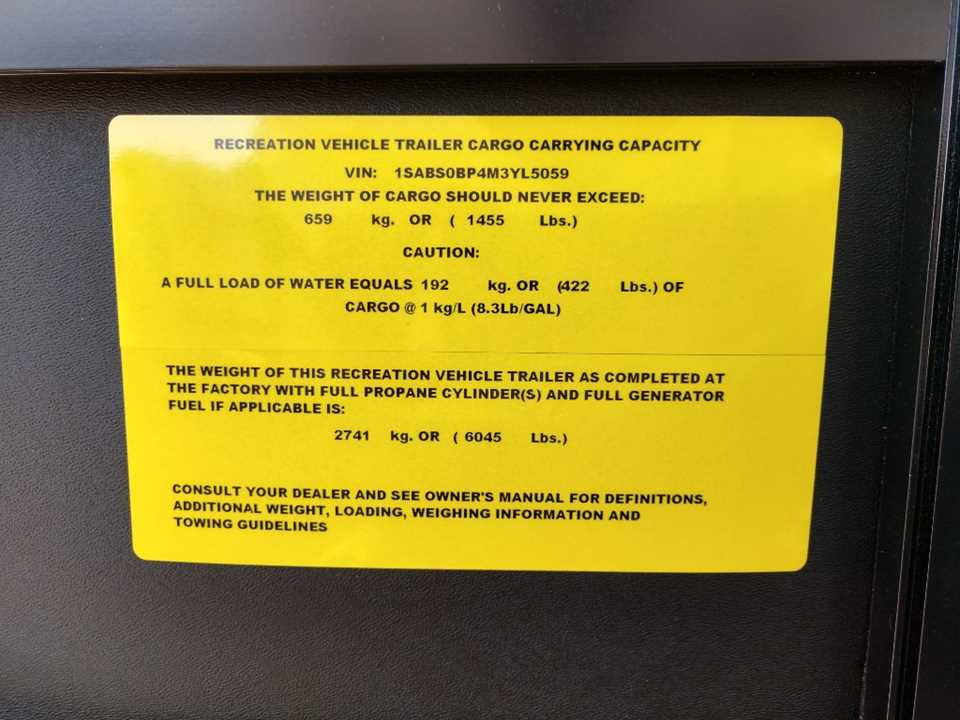 RECREATION VEHICLE TRAILER CARGO CARRYING CAPACITY
VIN: 1SABS0BP4M3YL5059
THE WEIGHT OF CARGO SHOULD NEVER EXCEED:
659 kg. OR ( 1455 Lbs.)
CAUTION:
A FULL LOAD OF WATER EQUALS 192 kg. OR (422 Lbs.) OF
CARGO @ 1 kg/L (8.3Lb/GAL)
THE WEIGHT OF THIS RECREATION VEHICLE TRAILER AS COMPLETED AT
THE FACTORY WITH FULL PROPANE CYLINDER(S) AND FULL GENERATOR
FUEL IF APPLICABLE IS:
2741 kg. OR ( 6045 Lbs.)
CONSULT YOUR DEALER AND SEE OWNER'S MANUAL FOR DEFINITIONS,
ADDITIONAL WEIGHT, LOADING, WEIGHING INFORMATION AND
TOWING GUIDELINES